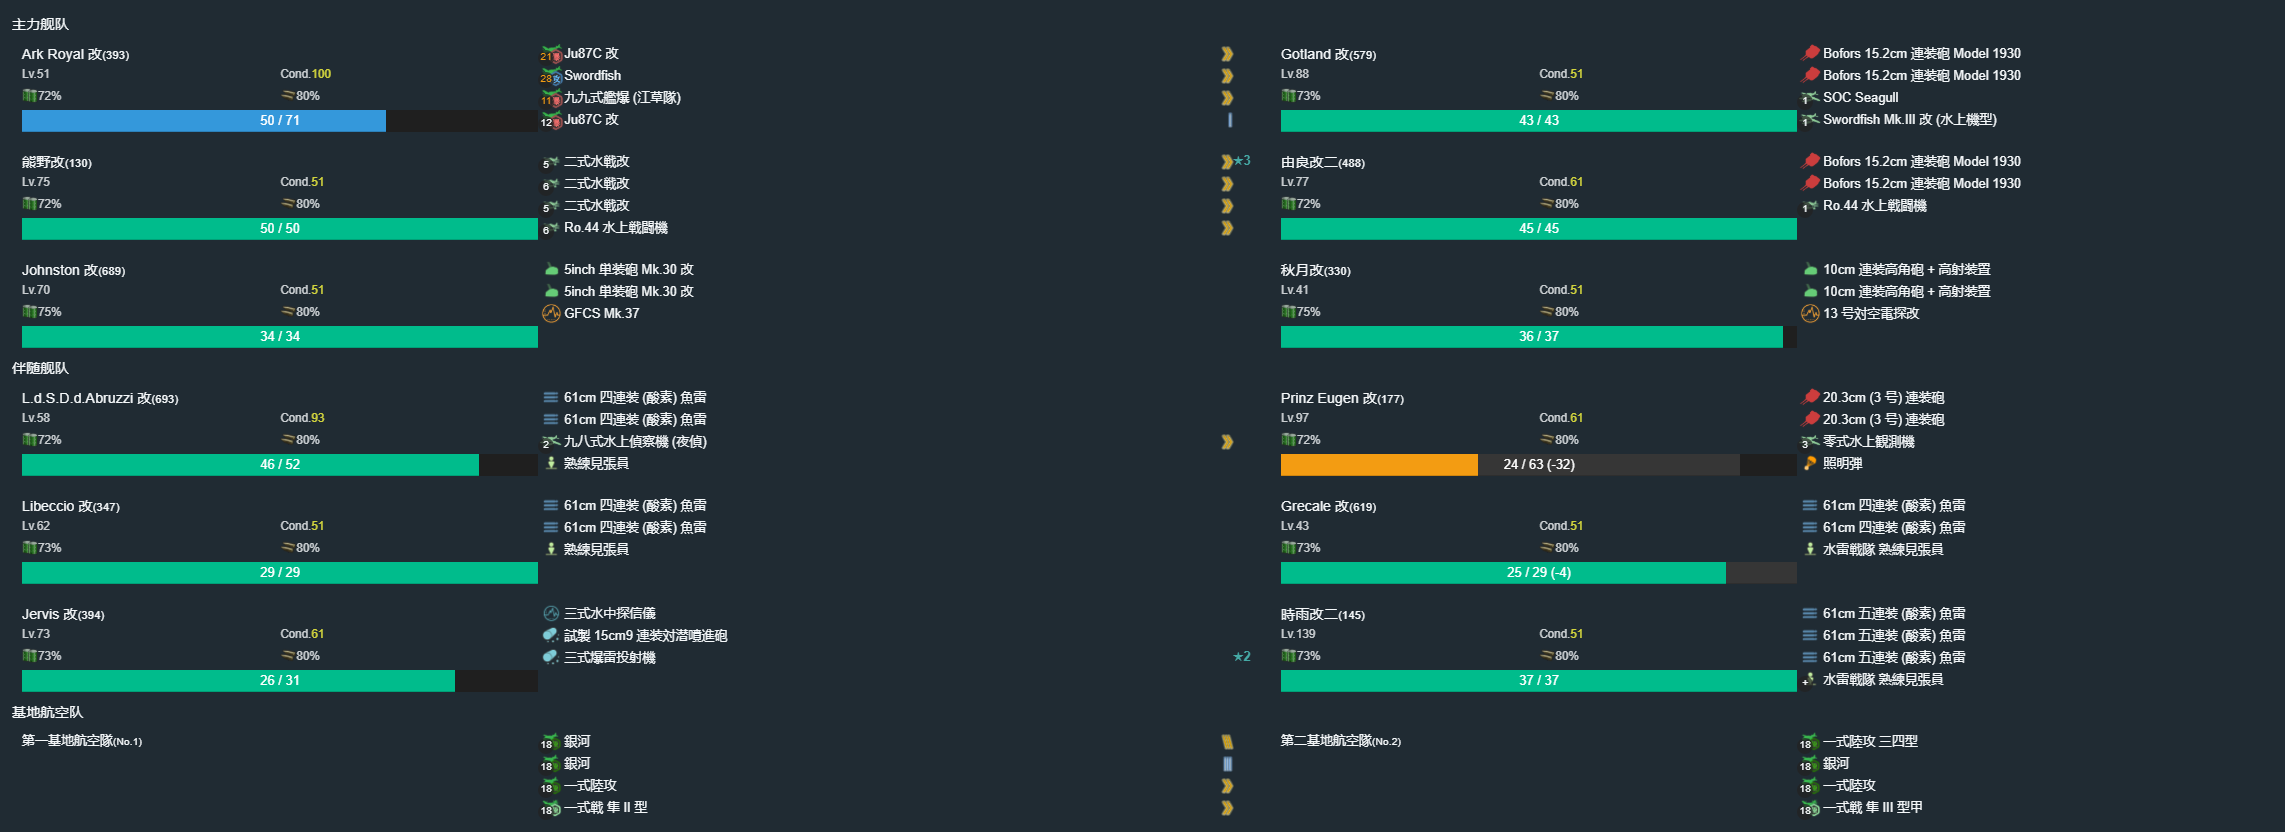 主力舰队
Ark Royal 改(393)
Lv.51 Cond.100
72% 80%
50 / 71
21 Ju87C 改
28 Swordfish
11 九九式艦爆 (江草隊)
12 Ju87C 改
Gotland 改(579)
Lv.88 Cond.51
73% 80%
43 / 43
Bofors 15.2cm 連装砲 Model 1930
Bofors 15.2cm 連装砲 Model 1930
1 SOC Seagull
1 Swordfish Mk.III 改 (水上機型)
熊野改(130)
Lv.75 Cond.51
72% 80%
50 / 50
5 二式水戦改 ★3
6 二式水戦改
5 二式水戦改
6 Ro.44 水上戦闘機
由良改二(488)
Lv.77 Cond.61
72% 80%
45 / 45
Bofors 15.2cm 連装砲 Model 1930
Bofors 15.2cm 連装砲 Model 1930
1 Ro.44 水上戦闘機
Johnston 改(689)
Lv.70 Cond.51
75% 80%
34 / 34
5inch 単装砲 Mk.30 改
5inch 単装砲 Mk.30 改
GFCS Mk.37
秋月改(330)
Lv.41 Cond.51
75% 80%
36 / 37
10cm 連装高角砲 + 高射装置
10cm 連装高角砲 + 高射装置
13 号対空電探改
伴随舰队
L.d.S.D.d.Abruzzi 改(693)
Lv.58 Cond.93
72% 80%
46 / 52
61cm 四連装 (酸素) 魚雷
61cm 四連装 (酸素) 魚雷
2 九八式水上偵察機 (夜偵)
熟練見張員
Prinz Eugen 改(177)
Lv.97 Cond.61
72% 80%
24 / 63 (-32)
20.3cm (3 号) 連装砲
20.3cm (3 号) 連装砲
3 零式水上観測機
照明弾
Libeccio 改(347)
Lv.62 Cond.51
73% 80%
29 / 29
61cm 四連装 (酸素) 魚雷
61cm 四連装 (酸素) 魚雷
熟練見張員
Grecale 改(619)
Lv.43 Cond.51
73% 80%
25 / 29 (-4)
61cm 四連装 (酸素) 魚雷
61cm 四連装 (酸素) 魚雷
水雷戦隊 熟練見張員
Jervis 改(394)
Lv.73 Cond.61
73% 80%
26 / 31
三式水中探信儀
試製 15cm9 連装対潜噴進砲
三式爆雷投射機 ★2
時雨改二(145)
Lv.139 Cond.51
73% 80%
37 / 37
61cm 五連装 (酸素) 魚雷
61cm 五連装 (酸素) 魚雷
61cm 五連装 (酸素) 魚雷
+ 水雷戦隊 熟練見張員
基地航空队
第一基地航空隊(No.1)
18 銀河
18 銀河
18 一式陸攻
18 一式戦 隼 II 型
第二基地航空隊(No.2)
18 一式陸攻 三四型
18 銀河
18 一式陸攻
18 一式戦 隼 III 型甲